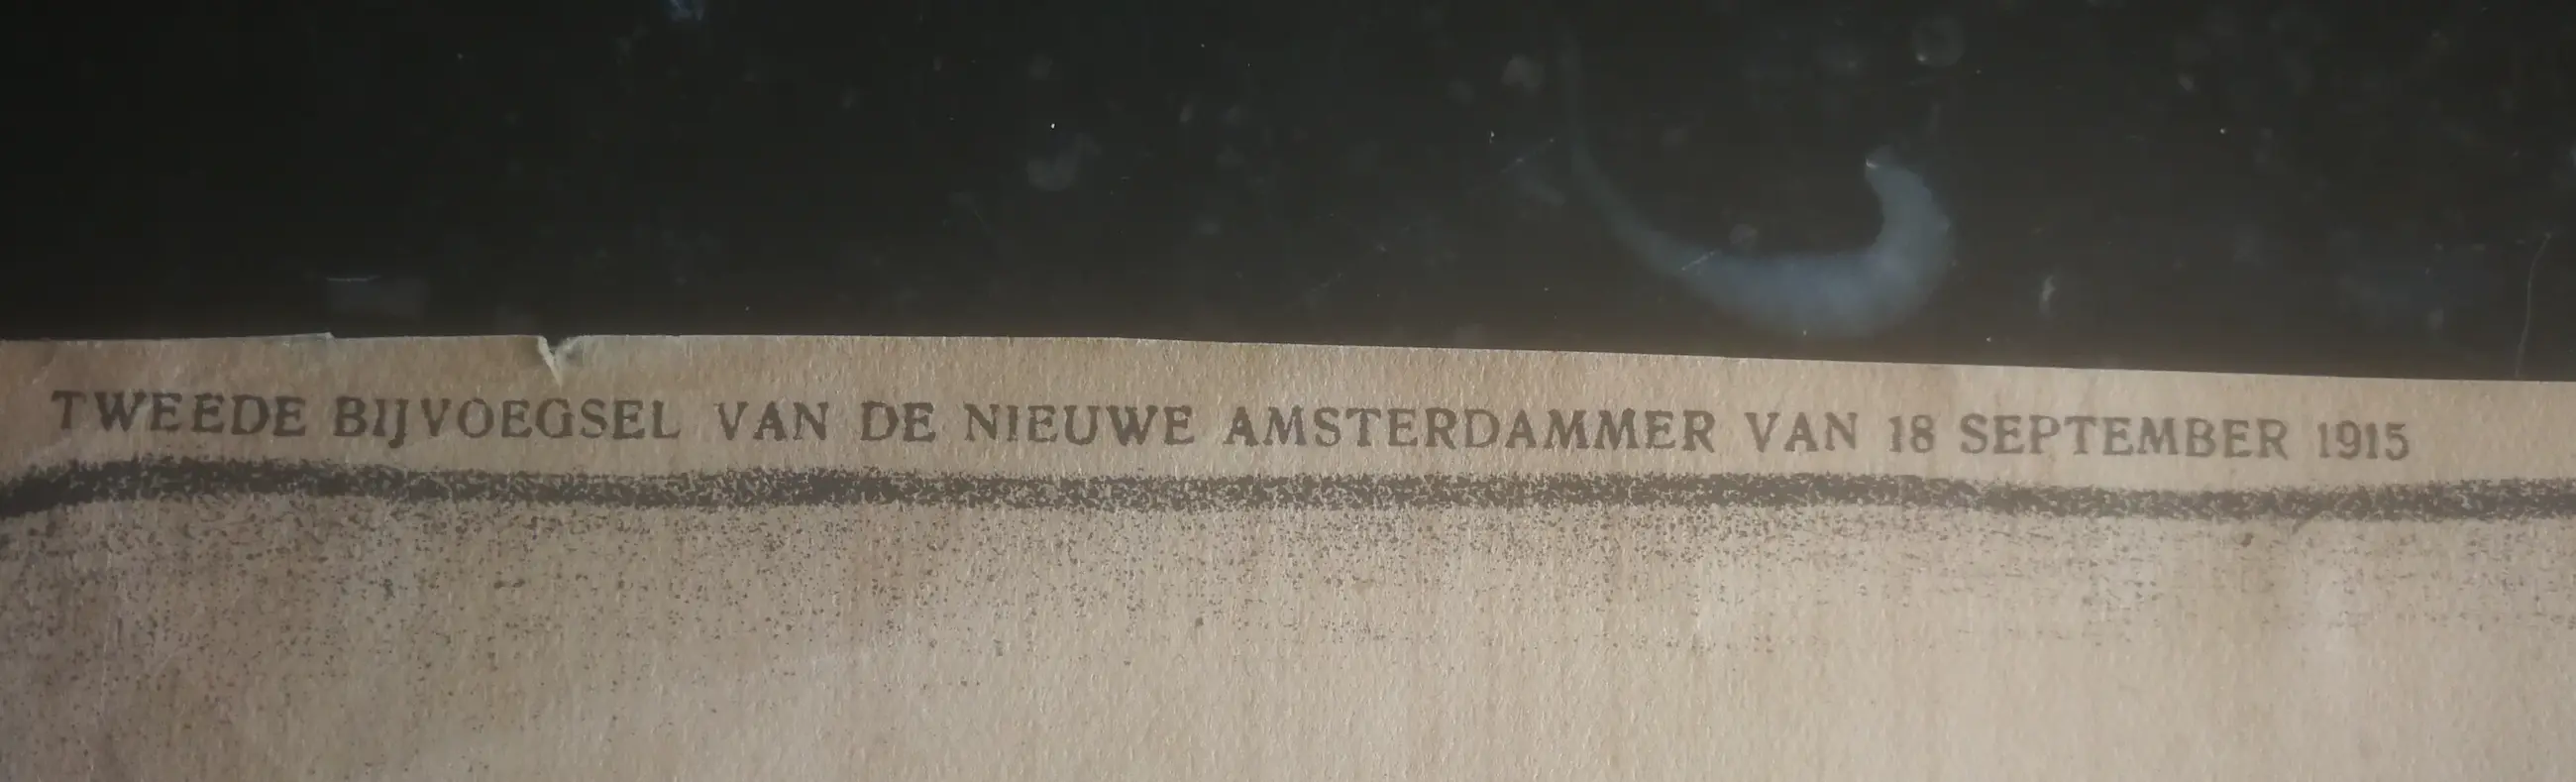 TWEEDE BIJVOEGSEL VAN DE NIEUWE AMSTERDAMMER VAN 18 SEPTEMBER 1915